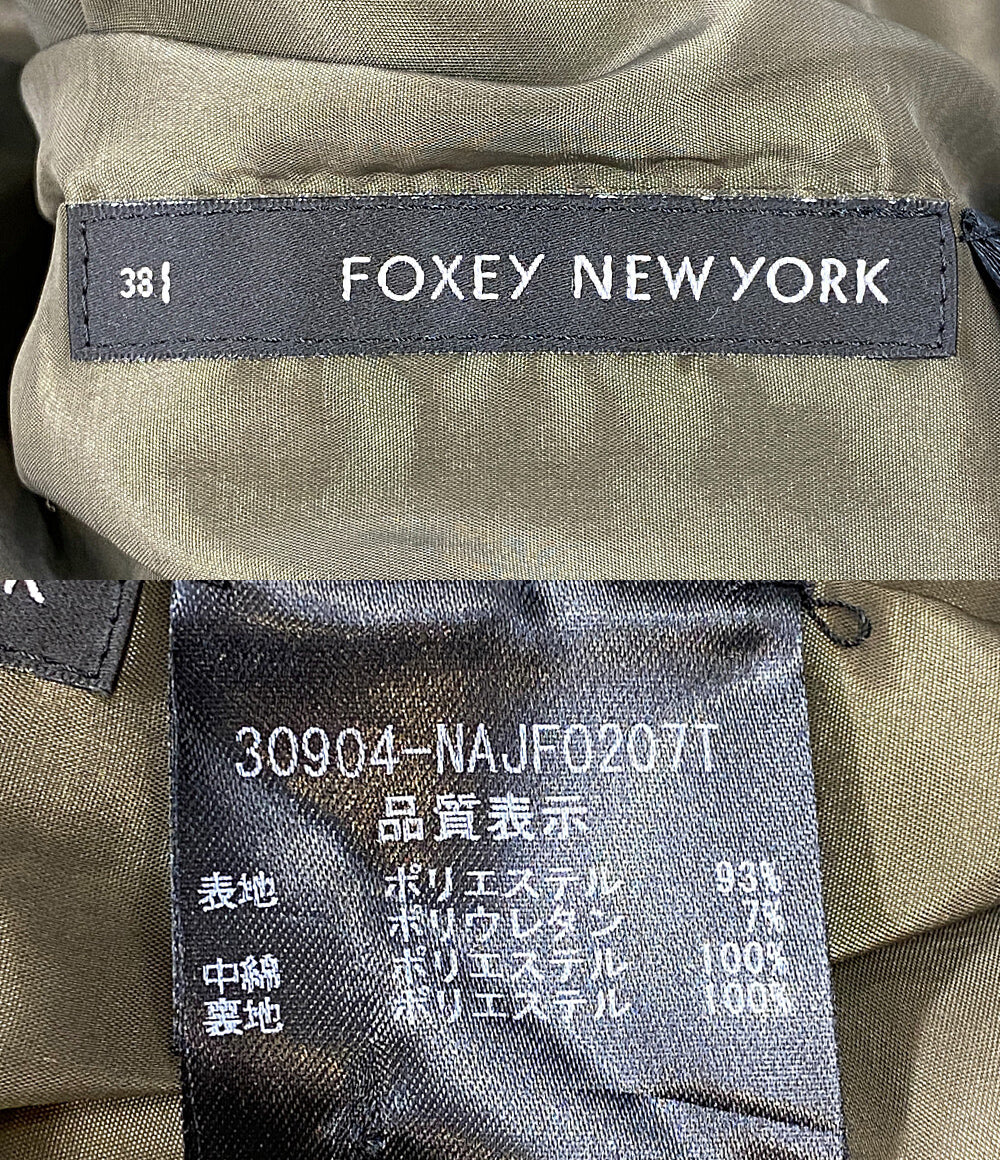 38 FOXEY NEW YORK
30904-NAJF0207T
品質表示
表地 ポリエステル 93%
ポリウレタン 7%
中綿 ポリエステル 100%
裏地 ポリエステル 100%